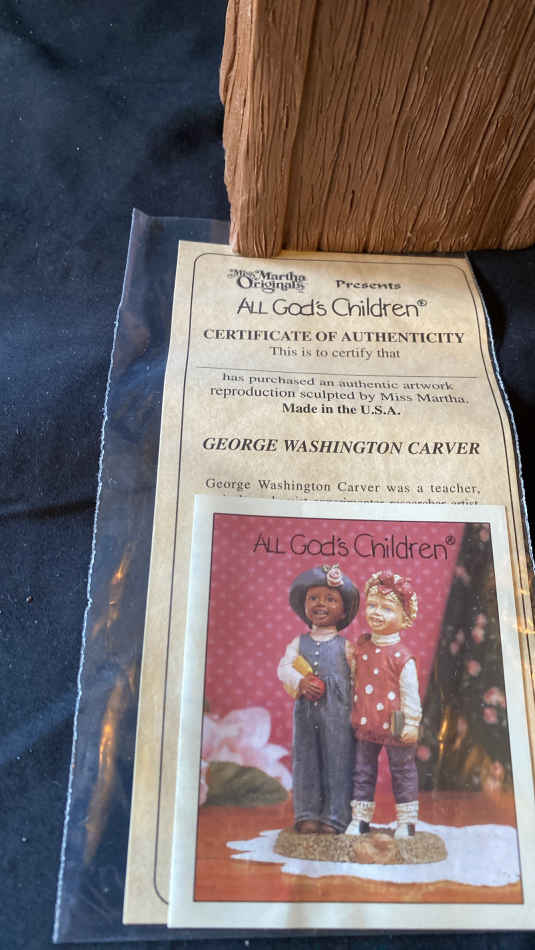 Miss Martha
Originals
Presents
ALL God's Children®
CERTIFICATE OF AUTHENTICITY
This is to certify that
has purchased an authentic artwork
reproduction sculpted by Miss Martha.
Made in the U.S.A.
GEORGE WASHINGTON CARVER
George Washington Carver was a teacher,
ALL God's Children®